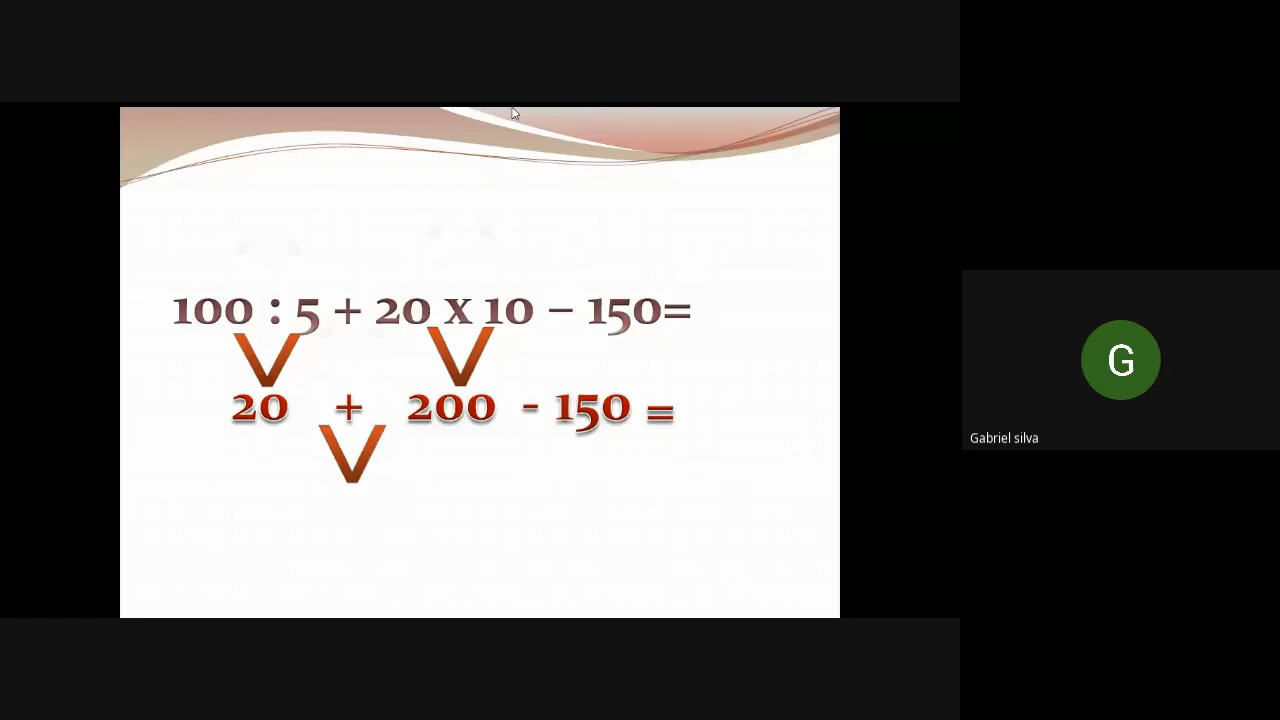 100 : 5 + 20 x 10 – 150=
20 + 200 - 150 =
G
Gabriel silva